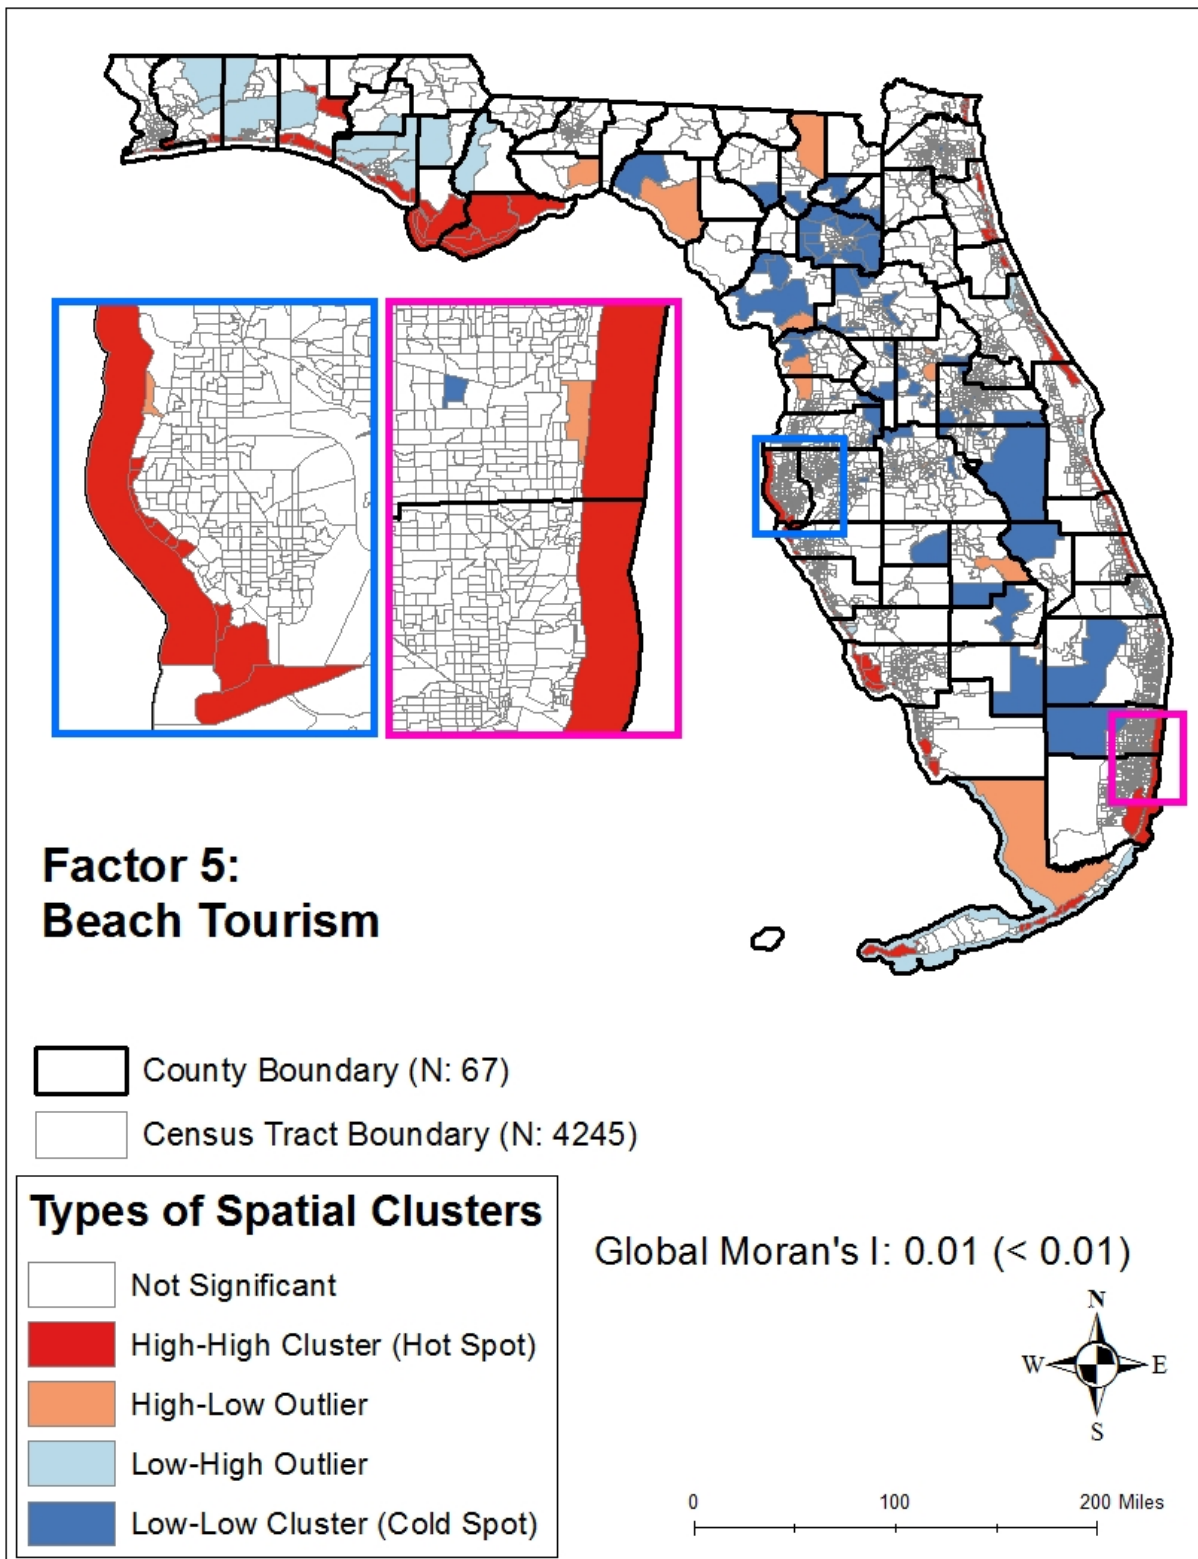 Factor 5:
Beach Tourism
County Boundary (N: 67)
Census Tract Boundary (N: 4245)
Types of Spatial Clusters
Not Significant
High-High Cluster (Hot Spot)
High-Low Outlier
Low-High Outlier
Low-Low Cluster (Cold Spot)
Global Moran's I: 0.01 (< 0.01)
N
W E
S
0 100 200 Miles